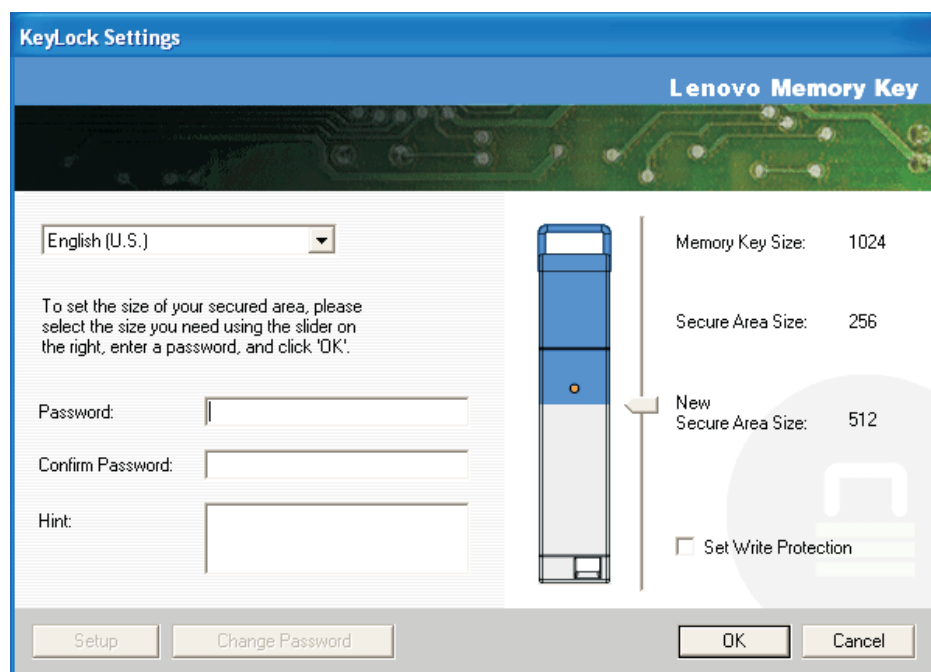 KeyLock Settings
Lenovo Memory Key
English (U.S.)
To set the size of your secured area, please
select the size you need using the slider on
the right, enter a password, and click 'OK'.
Password:
Confirm Password:
Hint:
Memory Key Size: 1024
Secure Area Size: 256
New
Secure Area Size: 512
Set Write Protection
Setup
Change Password
OK
Cancel